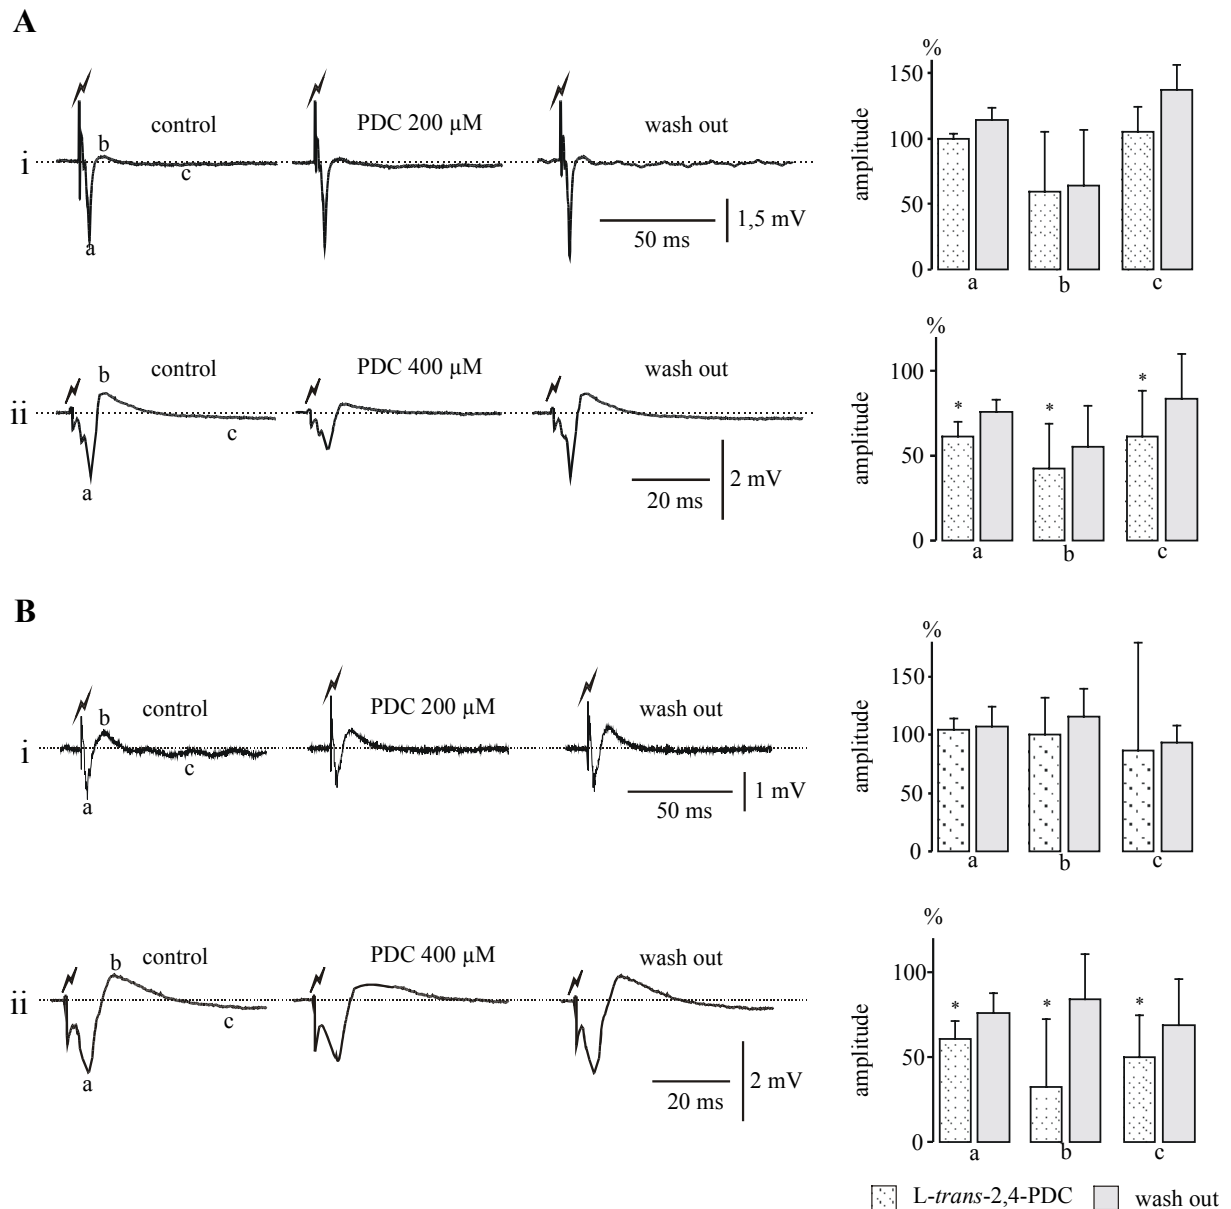 A
%
150
100
50
0
amplitude
a
b
c
i
control
PDC 200 µM
wash out
b
c
a
50 ms
1,5 mV
%
100
50
0
amplitude
*
*
*
a
b
c
ii
control
PDC 400 µM
wash out
b
c
a
20 ms
2 mV
B
%
150
100
50
0
amplitude
a
b
c
i
control
PDC 200 µM
wash out
b
c
a
50 ms
1 mV
%
100
50
0
amplitude
*
*
*
a
b
c
ii
control
PDC 400 µM
wash out
b
c
a
20 ms
2 mV
L-trans-2,4-PDC
wash out